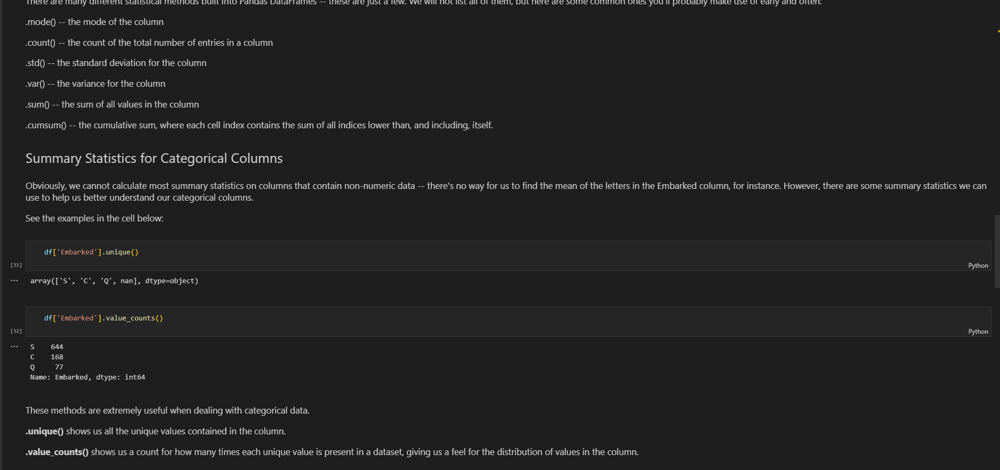 There are many different statistical methods built into Pandas DataFrames -- these are just a few. We will not list all of them, but here are some common ones you'll probably make use of early and often:
.mode() -- the mode of the column
.count() -- the count of the total number of entries in a column
.std() -- the standard deviation for the column
.var() -- the variance for the column
.sum() -- the sum of all values in the column
.cumsum() -- the cumulative sum, where each cell index contains the sum of all indices lower than, and including, itself.
Summary Statistics for Categorical Columns
Obviously, we cannot calculate most summary statistics on columns that contain non-numeric data -- there's no way for us to find the mean of the letters in the Embarked column, for instance. However, there are some summary statistics we can
use to help us better understand our categorical columns.
See the examples in the cell below:
df['Embarked'].unique()
[31]
Python
... array(['S', 'C', 'Q', nan], dtype=object)
df['Embarked'].value_counts()
[32]
Python
... S    644
C    168
Q     77
Name: Embarked, dtype: int64
These methods are extremely useful when dealing with categorical data.
.unique() shows us all the unique values contained in the column.
.value_counts() shows us a count for how many times each unique value is present in a dataset, giving us a feel for the distribution of values in the column.